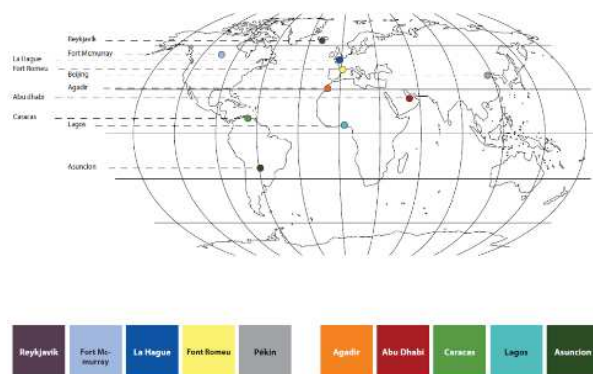 Reykjavik
Fort Mcmurray
La Hague
Font Romeu
Beijing
Agadir
Abu dhabi
Caracas
Lagos
Asuncion
Reykjavik
Fort Mc-
murray
La Hague
Font Romeu
Pékin
Agadir
Abu Dhabi
Caracas
Lagos
Asuncion